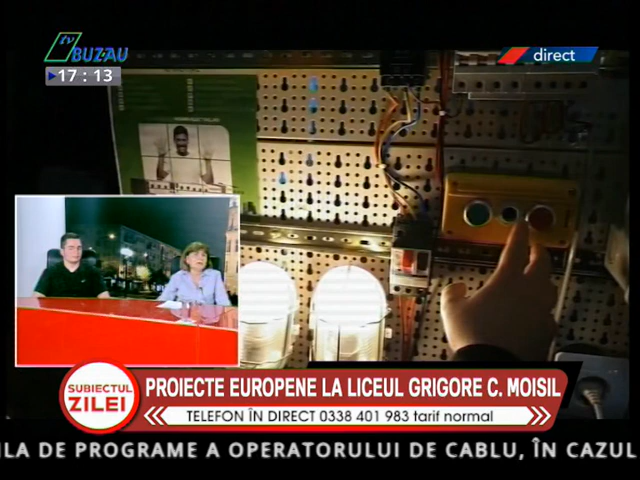 tv
BUZAU
17 : 13
direct
SUBIECTUL
ZILEI
PROIECTE EUROPENE LA LICEUL GRIGORE C. MOISIL
TELEFON ÎN DIRECT 0338 401 983 tarif normal
ILA DE PROGRAME A OPERATORULUI DE CABLU, ÎN CAZUL